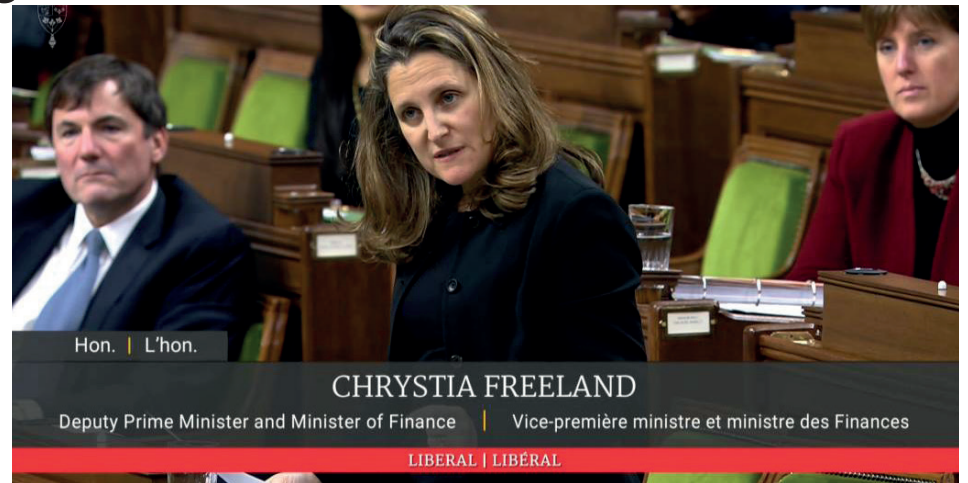 Hon. | L'hon.
CHRYSTIA FREELAND
Deputy Prime Minister and Minister of Finance | Vice-première ministre et ministre des Finances
LIBERAL | LIBÉRAL